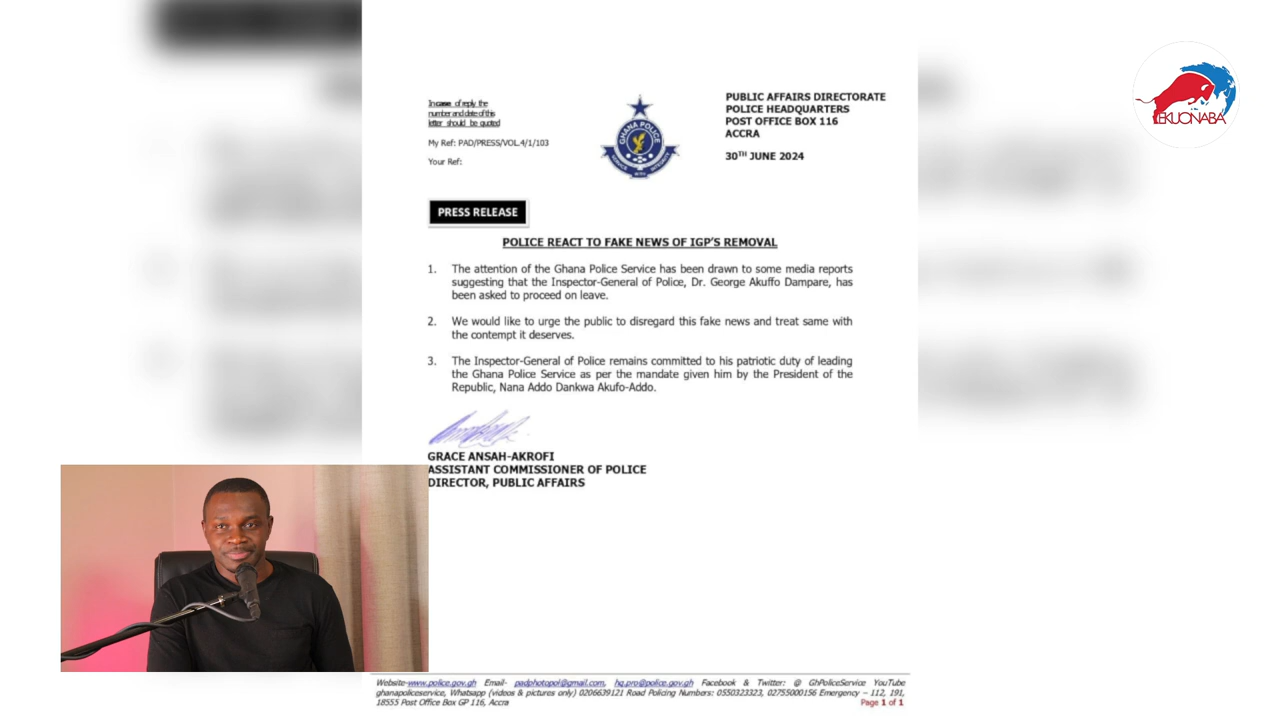 In case of reply the
number and date of this
letter should be quoted
My Ref: PAD/PRESS/VOL.4/1/103
Your Ref:
GHANA POLICE
SERVICE WITH INTEGRITY
PUBLIC AFFAIRS DIRECTORATE
POLICE HEADQUARTERS
POST OFFICE BOX 116
ACCRA
30TH JUNE 2024
EKUONABA
PRESS RELEASE
POLICE REACT TO FAKE NEWS OF IGP'S REMOVAL
1. The attention of the Ghana Police Service has been drawn to some media reports
suggesting that the Inspector-General of Police, Dr. George Akuffo Dampare, has
been asked to proceed on leave.
2. We would like to urge the public to disregard this fake news and treat same with
the contempt it deserves.
3. The Inspector-General of Police remains committed to his patriotic duty of leading
the Ghana Police Service as per the mandate given him by the President of the
Republic, Nana Addo Dankwa Akufo-Addo.
GRACE ANSAH-AKROFI
ASSISTANT COMMISSIONER OF POLICE
DIRECTOR, PUBLIC AFFAIRS
Website-www.police.gov.gh Email- padphotopol@gmail.com, hq.pro@police.gov.gh Facebook & Twitter: @ GhPoliceService YouTube
ghanapoliceservice, Whatsapp (videos & pictures only) 0206639121 Road Policing Numbers: 0550323323, 02755000156 Emergency – 112, 191,
18555 Post Office Box GP 116, Accra
Page 1 of 1